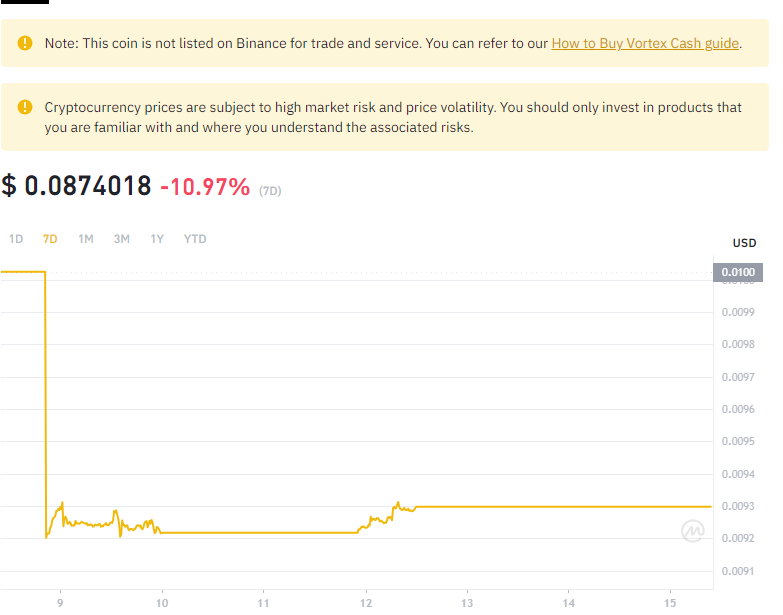 Note: This coin is not listed on Binance for trade and service. You can refer to our How to Buy Vortex Cash guide.
Cryptocurrency prices are subject to high market risk and price volatility. You should only invest in products that
you are familiar with and where you understand the associated risks.
$ 0.0874018 -10.97% (7D)
1D 7D 1M 3M 1Y YTD
USD
0.0100
0.0100
0.0099
0.0098
0.0097
0.0096
0.0095
0.0094
0.0093
0.0092
0.0091
9 10 11 12 13 14 15